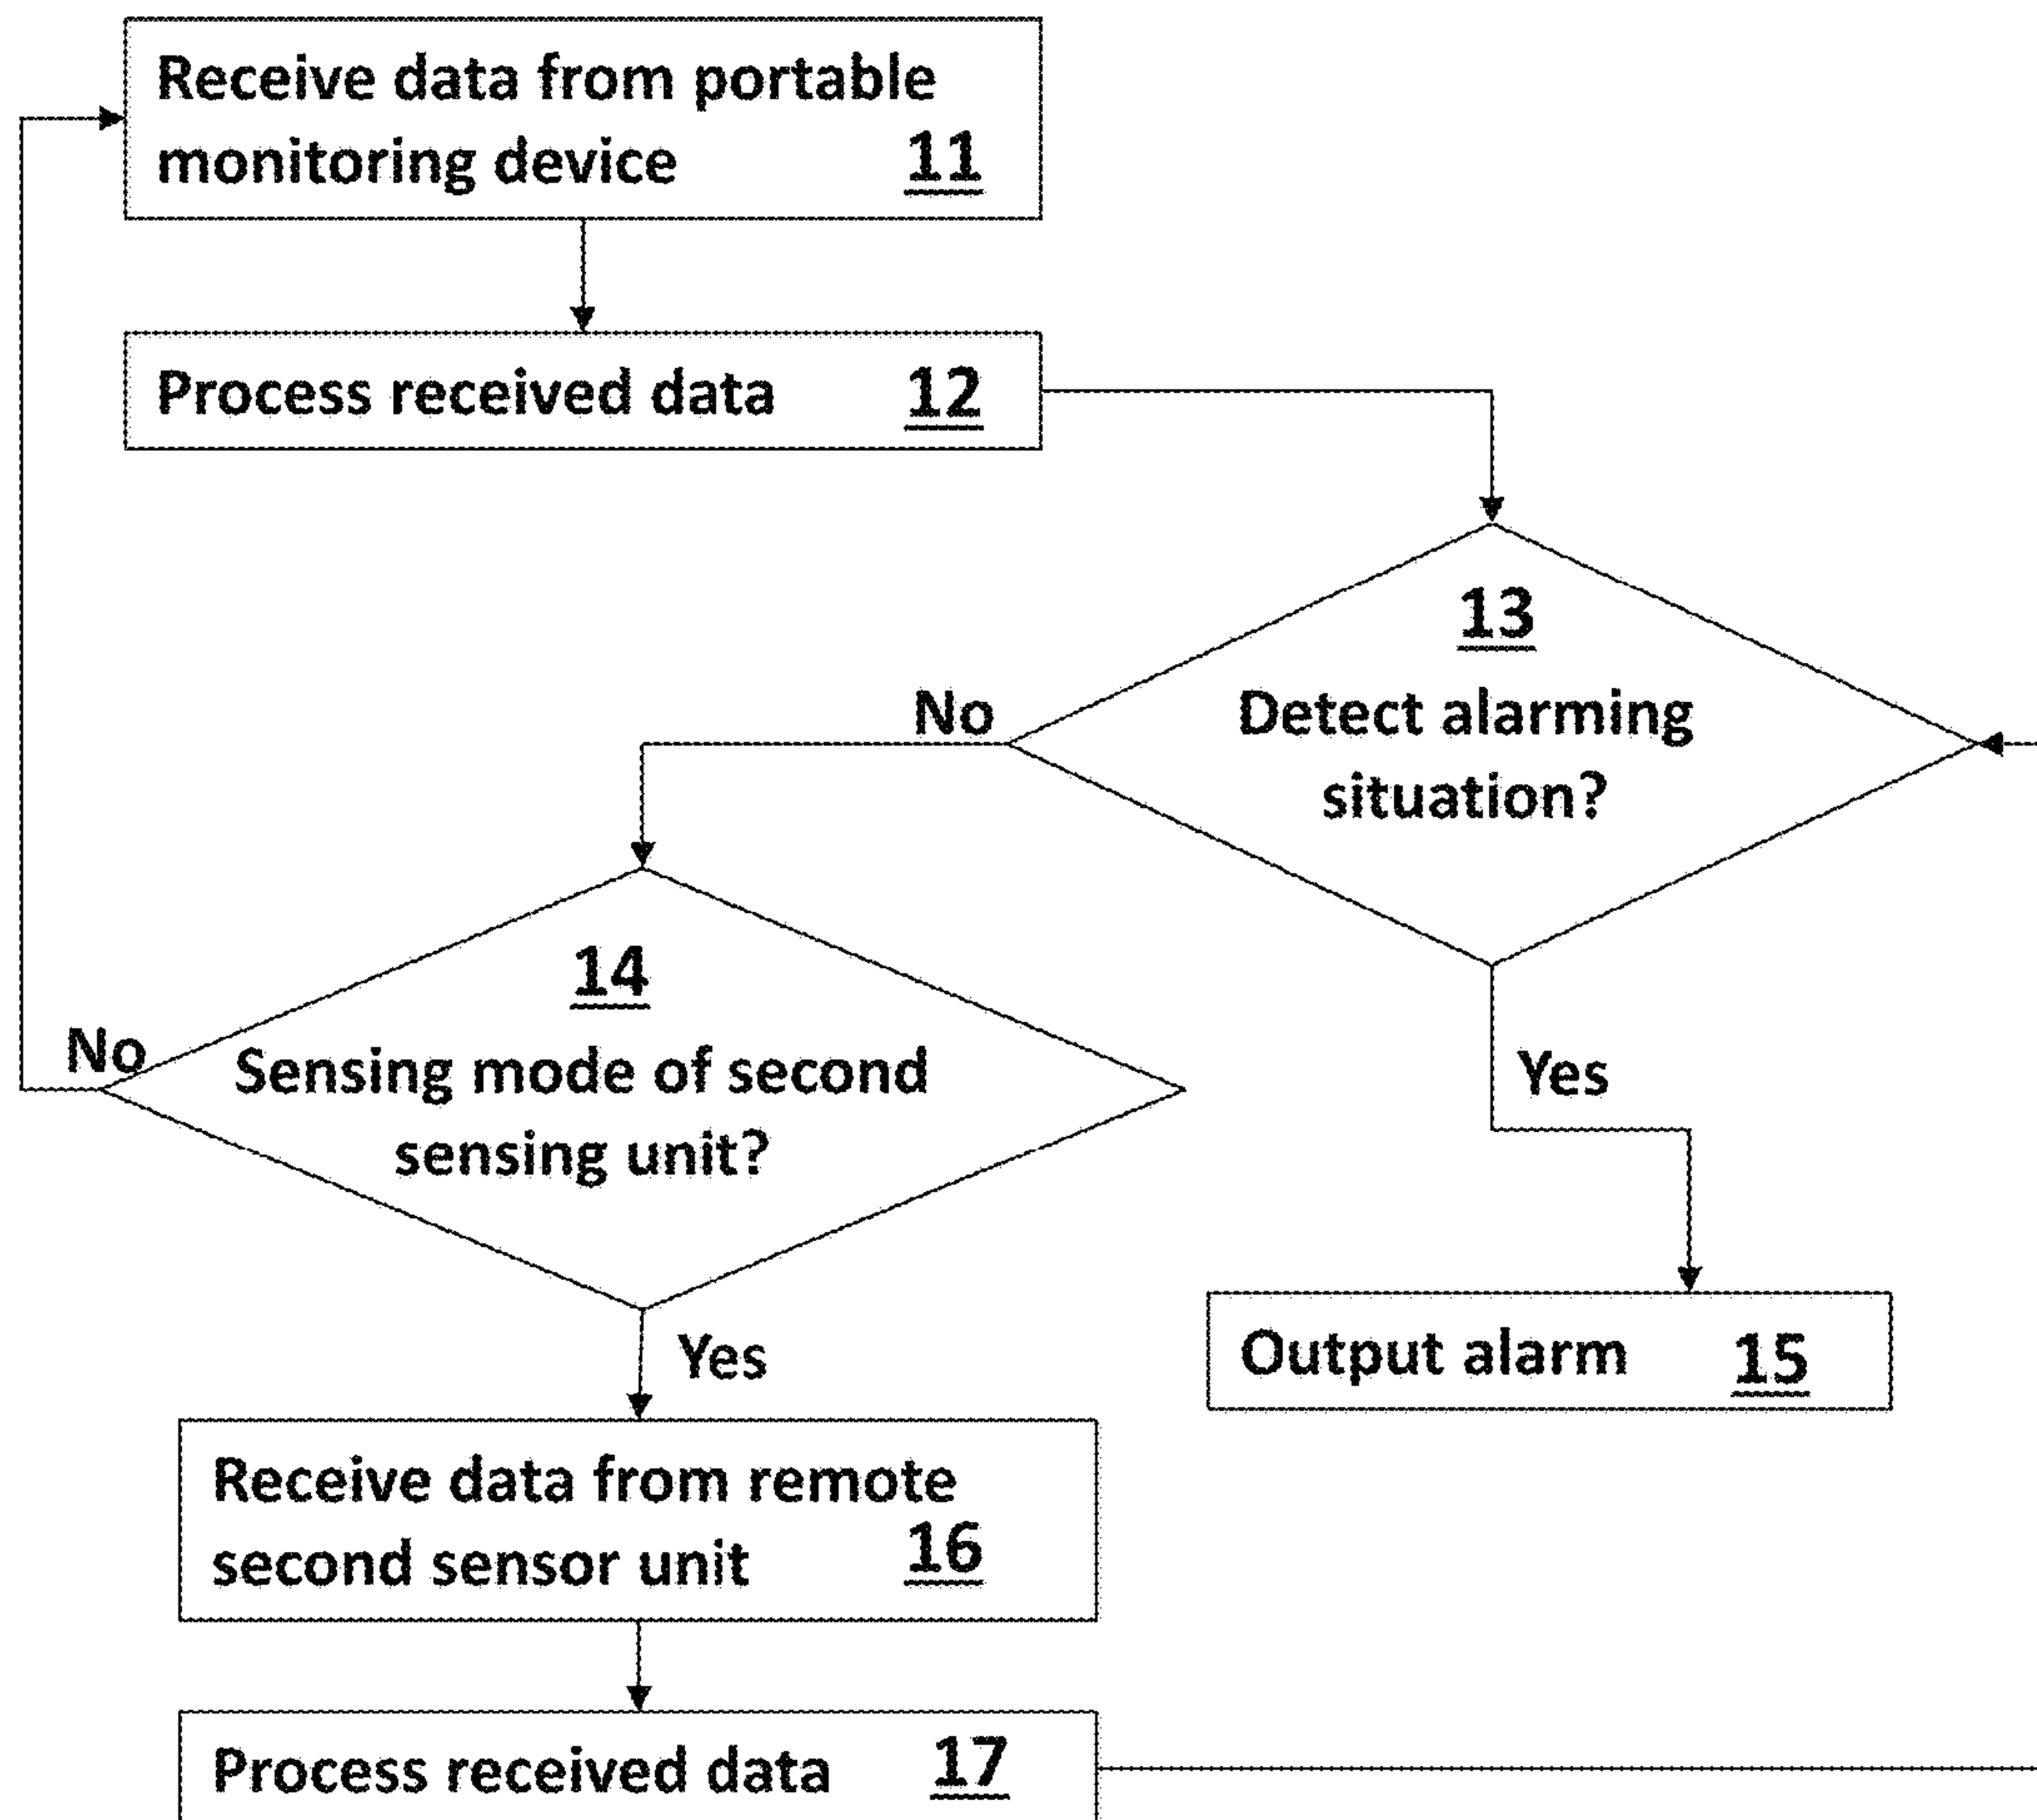 Receive data from portable
monitoring device 11
Process received data 12
13
Detect alarming
situation?
No
14
Sensing mode of second
sensing unit?
No
Yes
Yes
Output alarm 15
Receive data from remote
second sensor unit 16
Process received data 17